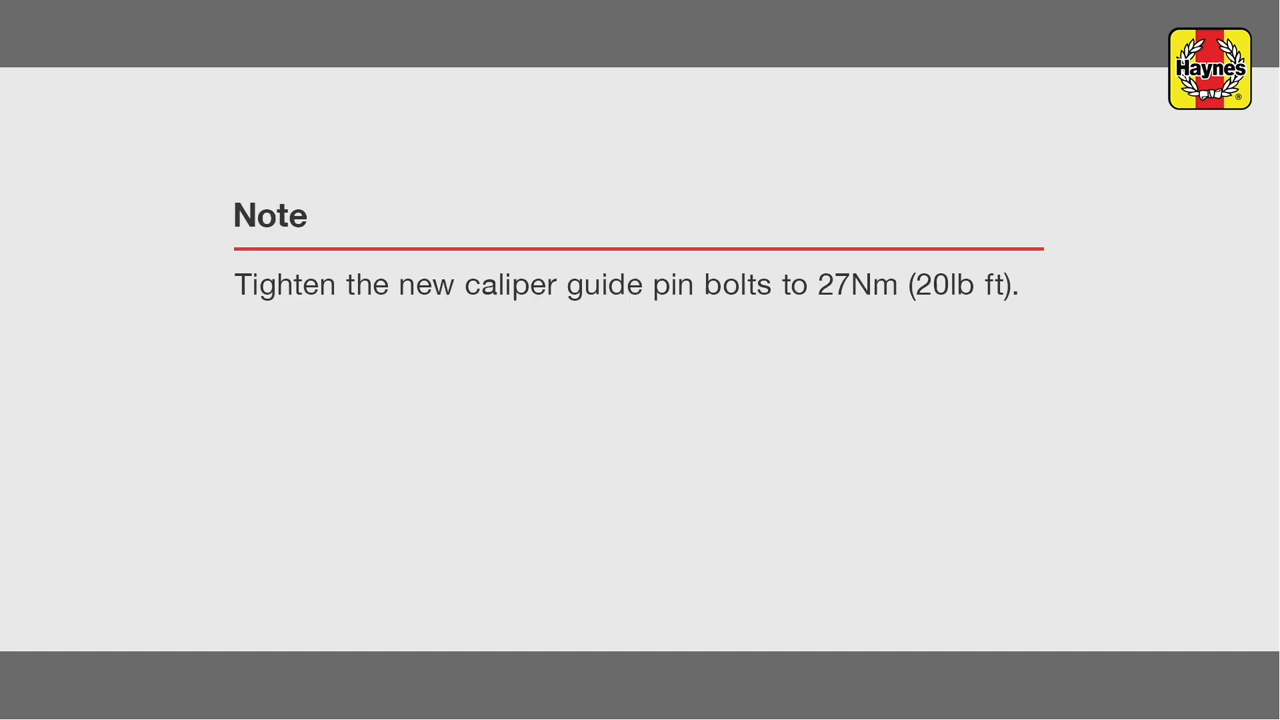 Haynes
®
Note
Tighten the new caliper guide pin bolts to 27Nm (20lb ft).